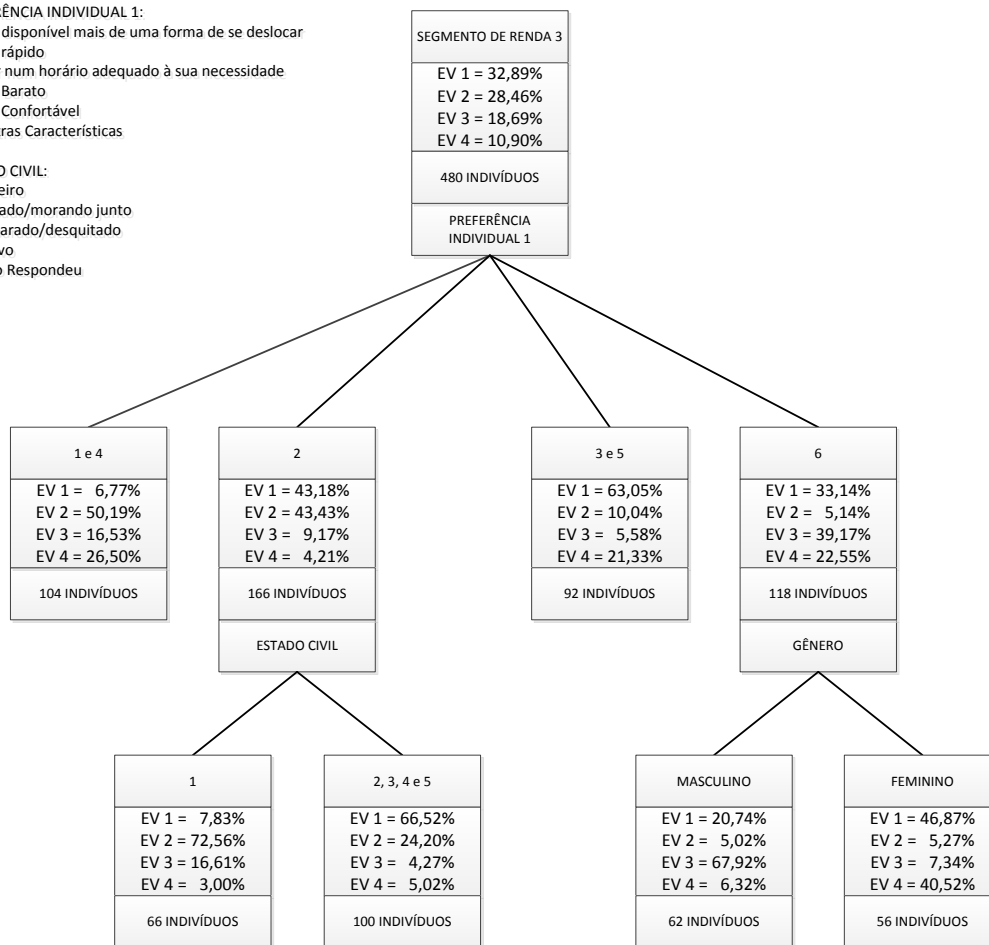 RÊNCIA INDIVIDUAL 1:
disponível mais de uma forma de se deslocar
rápido
num horário adequado à sua necessidade
Barato
Confortável
ras Características
O CIVIL:
eiro
ado/morando junto
arado/desquitado
vo
o Respondeu
SEGMENTO DE RENDA 3
EV 1 = 32,89%
EV 2 = 28,46%
EV 3 = 18,69%
EV 4 = 10,90%
480 INDIVÍDUOS
PREFERÊNCIA
INDIVIDUAL 1
1 e 4
EV 1 = 6,77%
EV 2 = 50,19%
EV 3 = 16,53%
EV 4 = 26,50%
104 INDIVÍDUOS
2
EV 1 = 43,18%
EV 2 = 43,43%
EV 3 = 9,17%
EV 4 = 4,21%
166 INDIVÍDUOS
ESTADO CIVIL
3 e 5
EV 1 = 63,05%
EV 2 = 10,04%
EV 3 = 5,58%
EV 4 = 21,33%
92 INDIVÍDUOS
6
EV 1 = 33,14%
EV 2 = 5,14%
EV 3 = 39,17%
EV 4 = 22,55%
118 INDIVÍDUOS
GÊNERO
1
EV 1 = 7,83%
EV 2 = 72,56%
EV 3 = 16,61%
EV 4 = 3,00%
66 INDIVÍDUOS
2, 3, 4 e 5
EV 1 = 66,52%
EV 2 = 24,20%
EV 3 = 4,27%
EV 4 = 5,02%
100 INDIVÍDUOS
MASCULINO
EV 1 = 20,74%
EV 2 = 5,02%
EV 3 = 67,92%
EV 4 = 6,32%
62 INDIVÍDUOS
FEMININO
EV 1 = 46,87%
EV 2 = 5,27%
EV 3 = 7,34%
EV 4 = 40,52%
56 INDIVÍDUOS